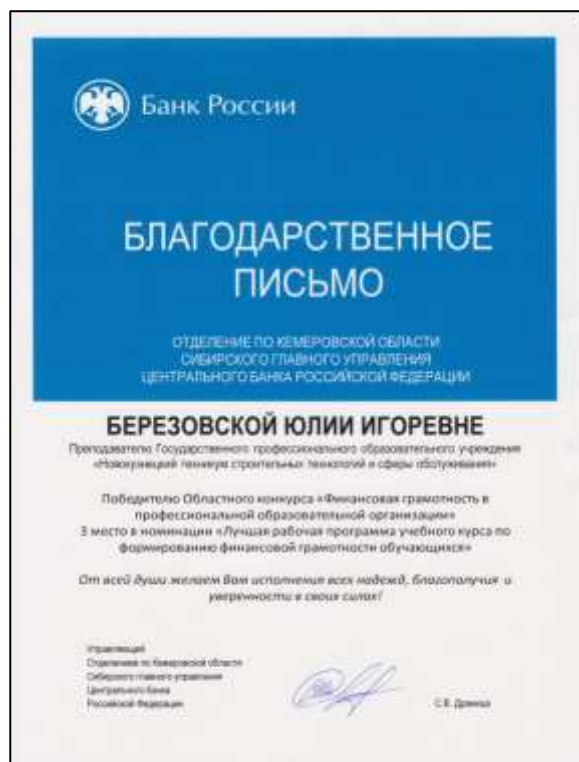 Банк России
БЛАГОДАРСТВЕННОЕ
ПИСЬМО
ОТДЕЛЕНИЕ ПО КЕМЕРОВСКОЙ ОБЛАСТИ
СИБИРСКОГО ГЛАВНОГО УПРАВЛЕНИЯ
ЦЕНТРАЛЬНОГО БАНКА РОССИЙСКОЙ ФЕДЕРАЦИИ
БЕРЕЗОВСКОЙ ЮЛИИ ИГОРЕВНЕ
Преподавателю Государственного профессионального образовательного учреждения
«Новокузнецкий техникум строительных технологий и сферы обслуживания»
Победителю Областного конкурса «Финансовая грамотность в
профессиональной образовательной организации»
3 место в номинации «Лучшая рабочая программа учебного курса по
формированию финансовой грамотности обучающихся»
От всей души желаем Вам исполнения всех надежд, благополучия и
уверенности в своих силах!
Управляющий
Отделением по Кемеровской области
Сибирского главного управления
Центрального банка
Российской Федерации
С.В.